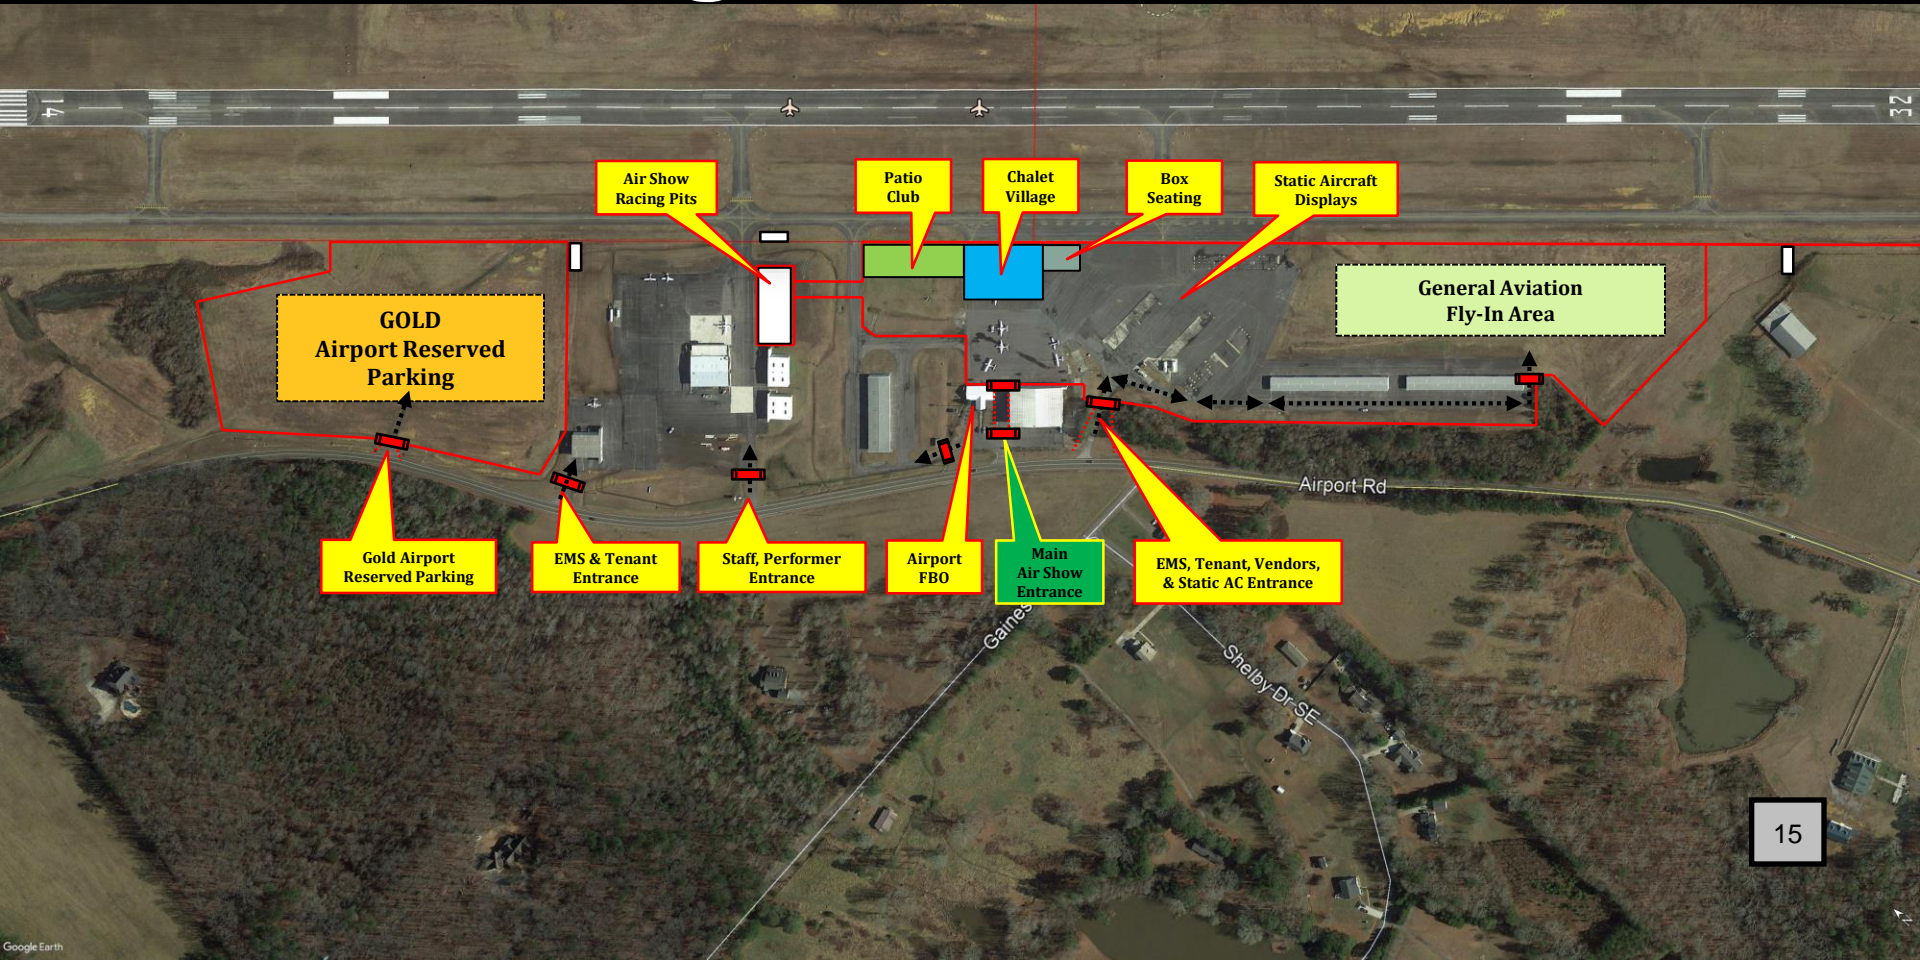 14
32
Air Show
Racing Pits
Patio
Club
Chalet
Village
Box
Seating
Static Aircraft
Displays
GOLD
Airport Reserved
Parking
General Aviation
Fly-In Area
Airport Rd
Gold Airport
Reserved Parking
EMS & Tenant
Entrance
Staff, Performer
Entrance
Airport
FBO
Main
Air Show
Entrance
EMS, Tenant, Vendors,
& Static AC Entrance
Gaines
Shelby Dr SE
15
Google Earth